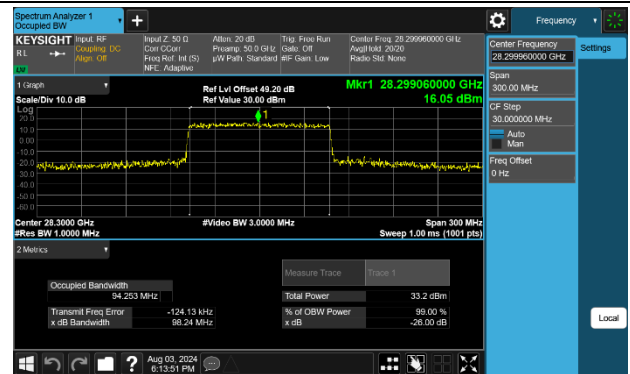 Spectrum Analyzer 1
Occupied BW
Frequency
KEYSIGHT Input: RF Input Z: 50 Ω Atten: 20 dB Trig: Free Run Center Freq: 28.299960000 GHz
RL Coupling: DC Corr CCorr Preamp: 50.0 GHz Gate: Off Avg|Hold: 20/20
Align: Off Freq Ref: Int (S) µW Path: Standard #IF Gain: Low Radio Std: None
NFE: Adaptive
LNI
1 Graph
Scale/Div 10.0 dB
Ref Lvl Offset 49.20 dB
Ref Value 30.00 dBm
Mkr1 28.299060000 GHz
16.05 dBm
Log
20.0
10.0
0.00
-10.0
-20.0
-30.0
-40.0
-50.0
-60.0
1
Center 28.3000 GHz #Video BW 3.0000 MHz Span 300 MHz
#Res BW 1.0000 MHz Sweep 1.00 ms (1001 pts)
2 Metrics
Measure Trace Trace 1
Occupied Bandwidth
94.253 MHz Total Power 33.2 dBm
Transmit Freq Error -124.13 kHz % of OBW Power 99.00 %
x dB Bandwidth 98.24 MHz x dB -26.00 dB
Center Frequency
28.299960000 GHz
Settings
Span
300.00 MHz
CF Step
30.000000 MHz
Auto
Man
Freq Offset
0 Hz
Local
Aug 03, 2024
6:13:51 PM